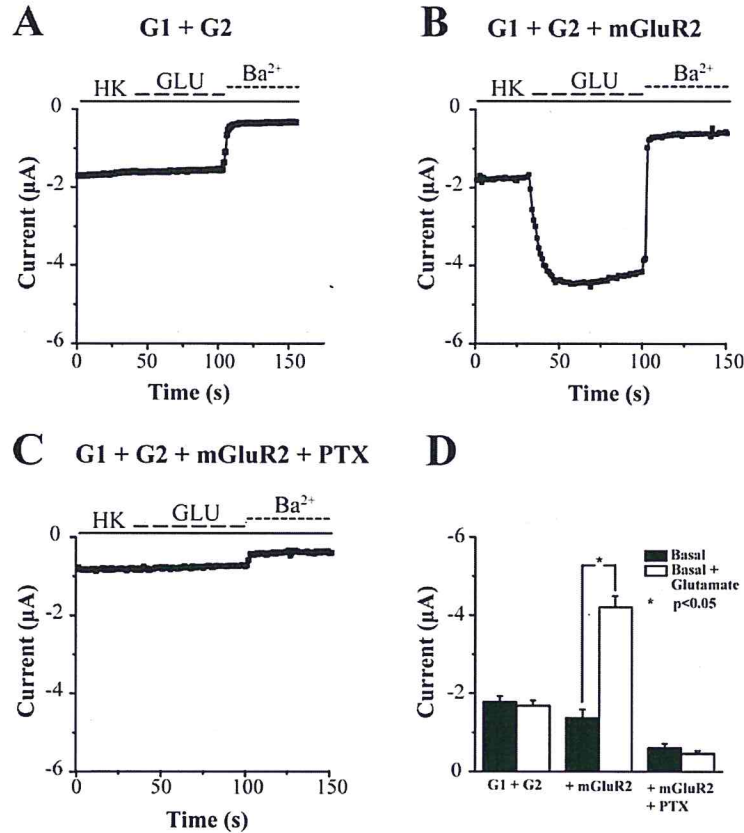 A
G1 + G2
HK
GLU
Ba²⁺
0
-2
-4
-6
Current (µA)
0
50
100
150
Time (s)
B
G1 + G2 + mGluR2
HK
GLU
Ba²⁺
0
-2
-4
-6
Current (µA)
0
50
100
150
Time (s)
C
G1 + G2 + mGluR2 + PTX
HK
GLU
Ba²⁺
0
-2
-4
-6
Current (µA)
0
50
100
150
Time (s)
D
-6
-4
-2
0
Current (µA)
*
Basal
Basal +
Glutamate
* p<0.05
G1 + G2
+ mGluR2
+ mGluR2
+ PTX